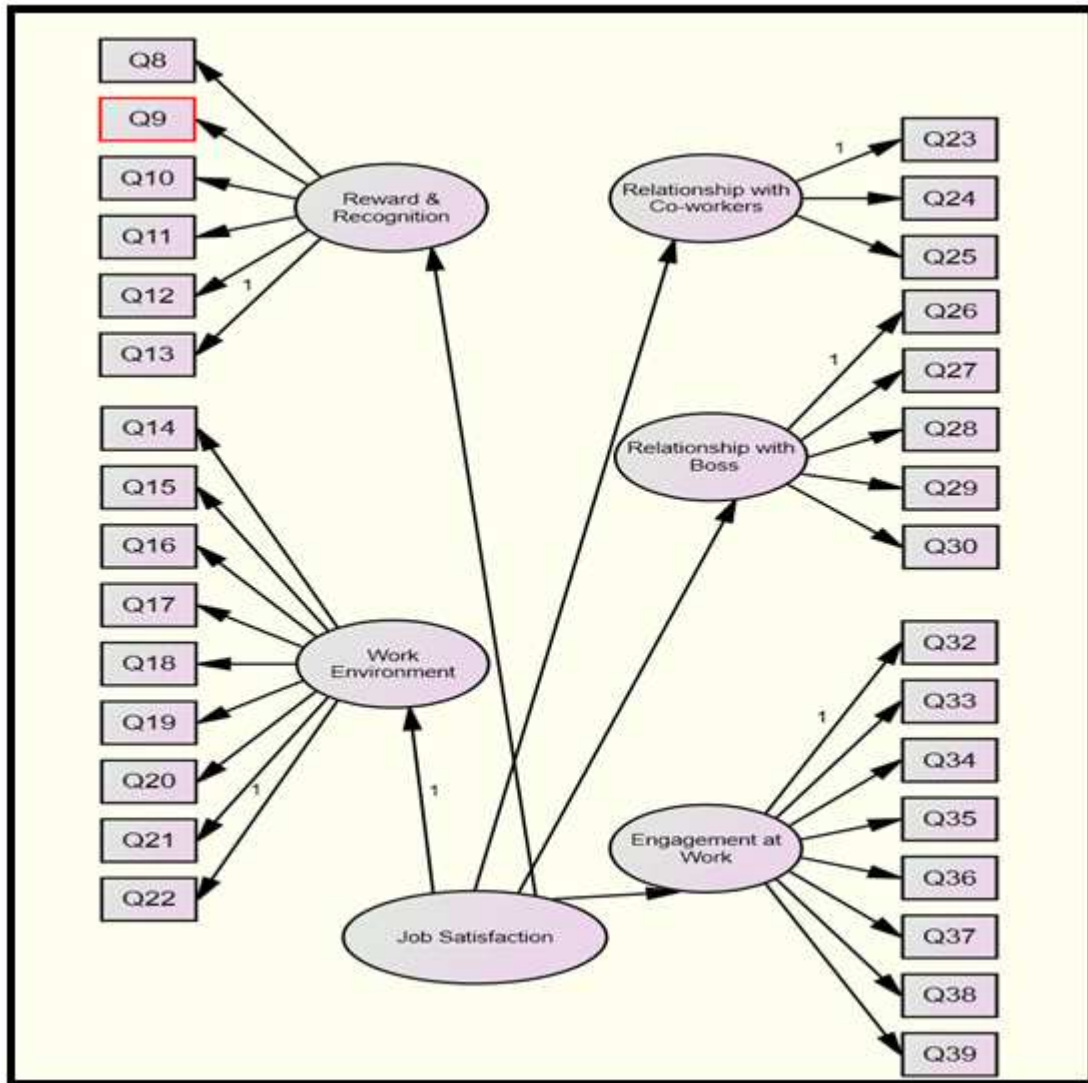 Q8
Q9
Q10
Q11
Q12
Q13
1
Reward &
Recognition
Q14
Q15
Q16
Q17
Q18
Q19
Q20
Q21
Q22
1
Work
Environment
1
Job Satisfaction
Relationship with
Co-workers
1
Q23
Q24
Q25
Relationship with
Boss
1
Q26
Q27
Q28
Q29
Q30
Engagement at
Work
1
Q32
Q33
Q34
Q35
Q36
Q37
Q38
Q39